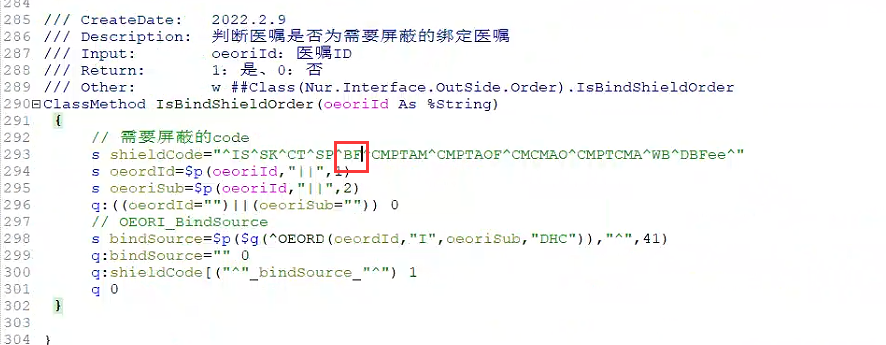 284
285 /// CreateDate:   2022.2.9
286 /// Description:  判断医嘱是否为需要屏蔽的绑定医嘱
287 /// Input:        oeoriId: 医嘱ID
288 /// Return:       1: 是、0: 否
289 /// Other:        w ##Class(Nur.Interface.OutSide.Order).IsBindShieldOrder
290 ClassMethod IsBindShieldOrder(oeoriId As %String)
291 {
292     // 需要屏蔽的code
293     s shieldCode="^IS^SK^CT^SP^BF^CMPTAM^CMPTAOF^CMCMAO^CMPTCMA^WB^DBFee^"
294     s oeordId=$p(oeoriId,"||",1)
295     s oeoriSub=$p(oeoriId,"||",2)
296     q:((oeordId="")||(oeoriSub="")) 0
297     // OEORI_BindSource
298     s bindSource=$p($g(^OEORD(oeordId,"I",oeoriSub,"DHC")),"^",41)
299     q:bindSource="" 0
300     q:shieldCode[("^"_bindSource_"^") 1
301     q 0
302 }
303
304 }